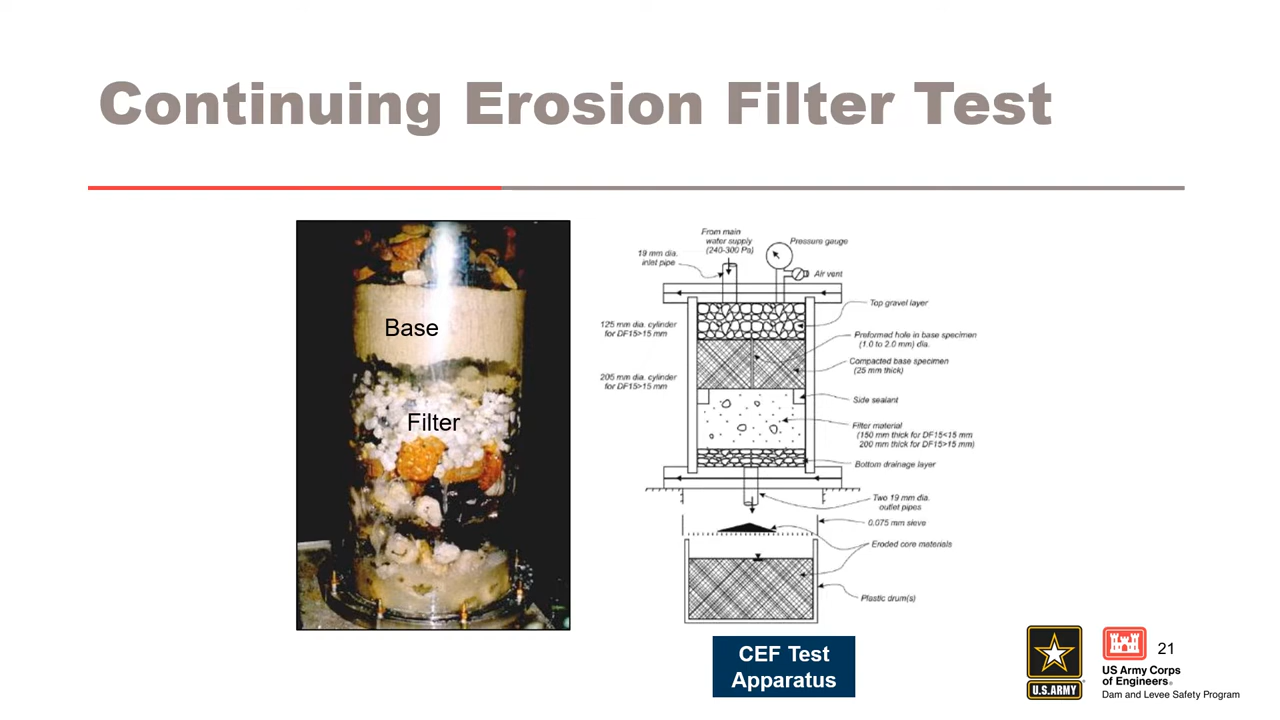 Continuing Erosion Filter Test
Base
Filter
From main
water supply
(240-300 Pa)
Pressure gauge
19 mm dia.
inlet pipe
Air vent
Top gravel layer
125 mm dia. cylinder
for DF15>15 mm
Preformed hole in base specimen
(1.0 to 2.0 mm) dia.
Compacted base specimen
(25 mm thick)
205 mm dia. cylinder
for DF15>15 mm
Side sealant
Filter material
(150 mm thick for DF15<15 mm
200 mm thick for DF15>15 mm)
Bottom drainage layer
Two 19 mm dia.
outlet pipes
0.075 mm sieve
Eroded core materials
Plastic drum(s)
CEF Test
Apparatus
U.S.ARMY
US Army Corps
of Engineers®
Dam and Levee Safety Program
21